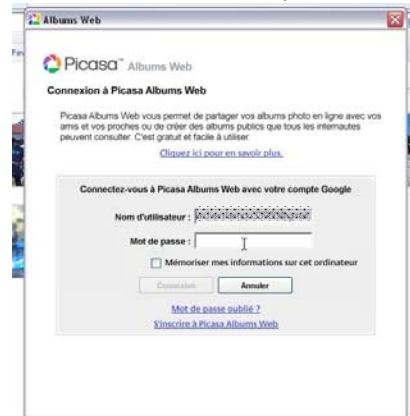 Albums Web
Picasa™ Albums Web
Connexion à Picasa Albums Web
Picasa Albums Web vous permet de partager vos albums photo en ligne avec vos
amis et vos proches ou de créer des albums publics que tous les internautes
peuvent consulter. C'est gratuit et facile à utiliser.
Cliquez ici pour en savoir plus.
Connectez-vous à Picasa Albums Web avec votre compte Google
Nom d'utilisateur :
Mot de passe :
Mémoriser mes informations sur cet ordinateur
Connexion Annuler
Mot de passe oublié ?
S'inscrire à Picasa Albums Web